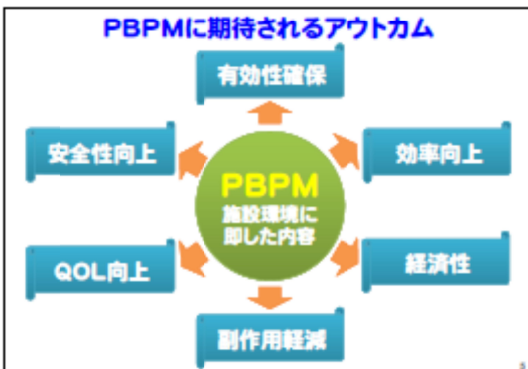 PBPMに期待されるアウトカム
有効性確保
安全性向上
効率向上
PBPM
施設環境に
即した内容
QOL向上
経済性
副作用軽減